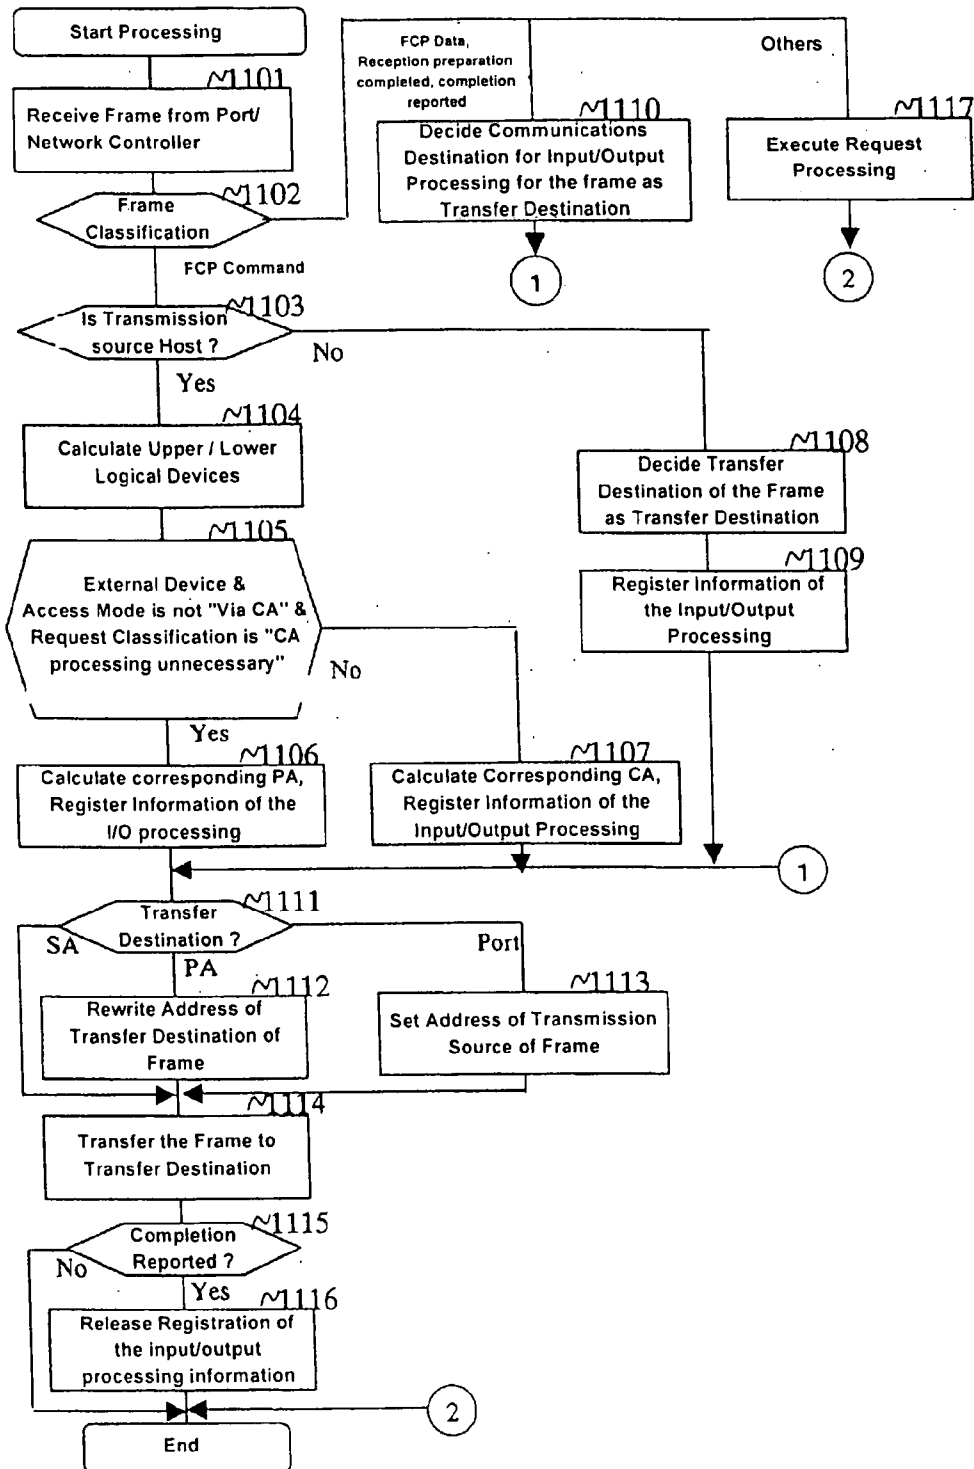 Start Processing
1101
Receive Frame from Port/
Network Controller
1102
Frame
Classification
FCP Data,
Reception preparation
completed, completion
reported
Others
1110
Decide Communications
Destination for Input/Output
Processing for the frame as
Transfer Destination
1117
Execute Request
Processing
1
2
FCP Command
1103
Is Transmission
source Host ?
No
Yes
1104
Calculate Upper / Lower
Logical Devices
1108
Decide Transfer
Destination of the Frame
as Transfer Destination
1105
External Device &
Access Mode is not "Via CA" &
Request Classification is "CA
processing unnecessary"
No
Yes
1109
Register Information of
the Input/Output
Processing
1106
Calculate corresponding PA,
Register Information of the
I/O processing
1107
Calculate Corresponding CA,
Register Information of the
Input/Output Processing
1
1111
Transfer
Destination ?
SA
PA
Port
1112
Rewrite Address of
Transfer Destination of
Frame
1113
Set Address of Transmission
Source of Frame
1114
Transfer the Frame to
Transfer Destination
1115
Completion
Reported ?
No
Yes
1116
Release Registration of
the input/output
processing information
2
End